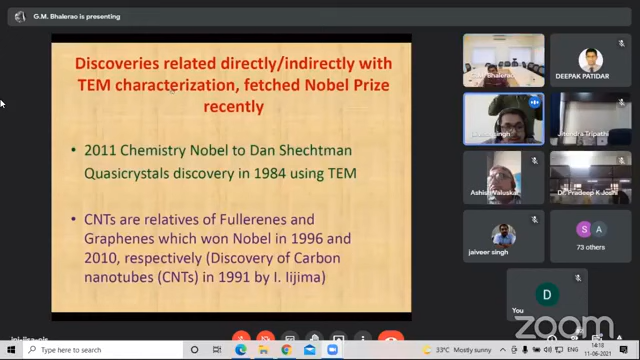 G.M. Bhalerao is presenting
Discoveries related directly/indirectly with
TEM characterization, fetched Nobel Prize
recently
• 2011 Chemistry Nobel to Dan Shechtman
Quasicrystals discovery in 1984 using TEM
• CNTs are relatives of Fullerenes and
Graphenes which won Nobel in 1996 and
2010, respectively (Discovery of Carbon
nanotubes (CNTs) in 1991 by I. Iijima)
G.M. Bhalerao
DEEPAK PATIDAR
singh
Jitendra Tripathi
Ashish Valuskar
Dr. Pradeep K Joshi
jaiveer singh
S
A
73 others
D
You
zoom
Type here to search
33°C Mostly sunny
ENG
14:18
11-06-2021